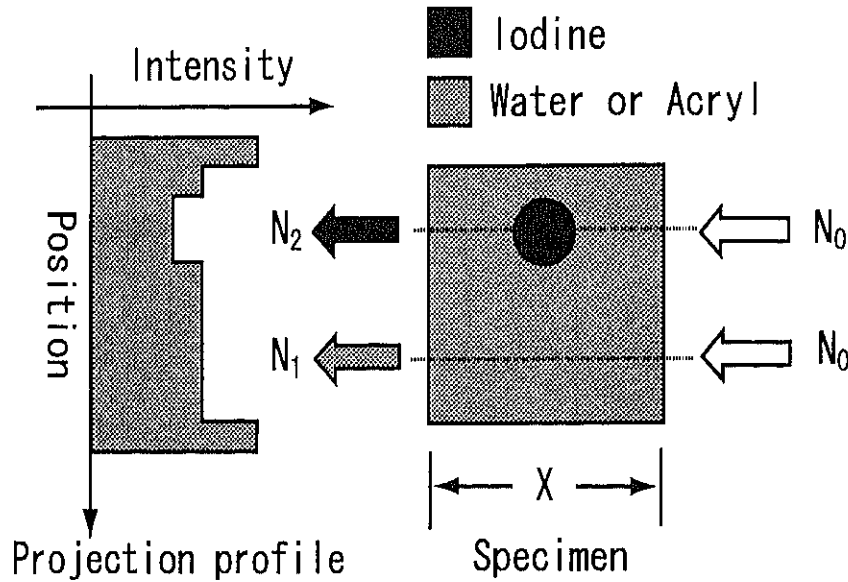 Iodine
Intensity
Water or Acryl
Position
N2
N0
N1
N0
X
Projection profile
Specimen